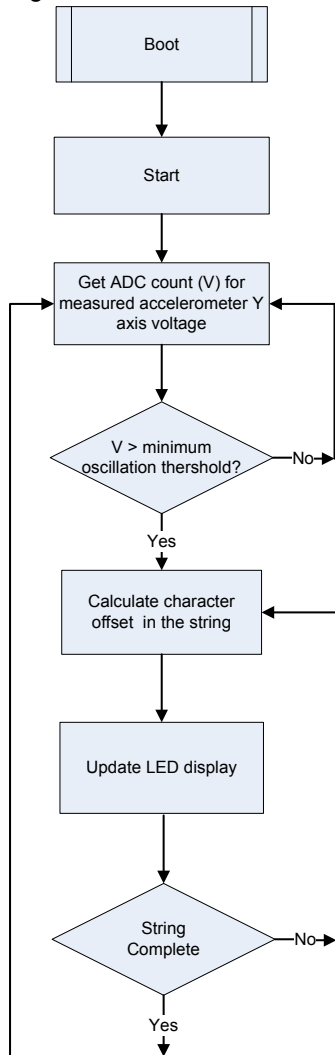 Boot
Start
Get ADC count (V) for
measured accelerometer Y
axis voltage
V > minimum
oscillation thershold?
No
Yes
Calculate character
offset in the string
Update LED display
String
Complete
No
Yes